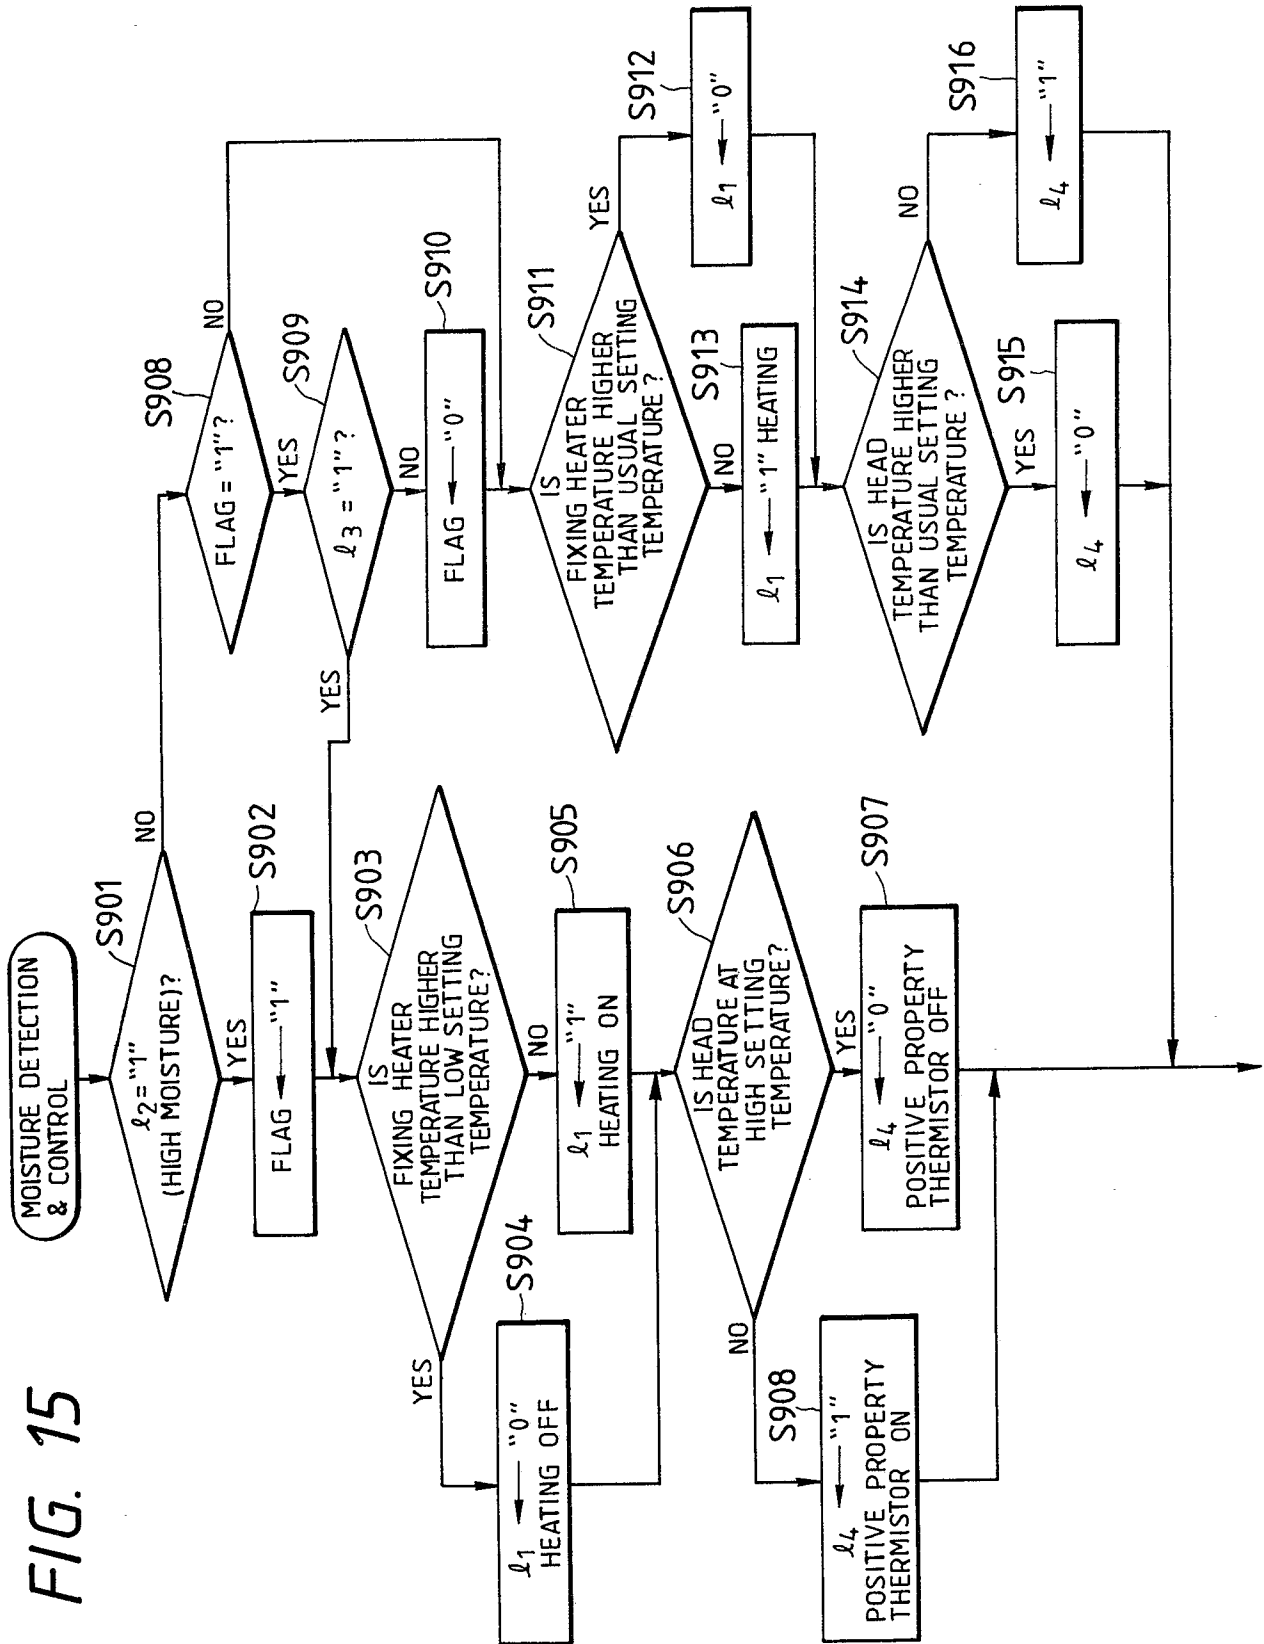 FIG. 15
MOISTURE DETECTION
& CONTROL
S901
ℓ2 = "1"
(HIGH MOISTURE)?
NO
YES
S902
FLAG ← "1"
S903
IS
FIXING HEATER
TEMPERATURE HIGHER
THAN LOW SETTING
TEMPERATURE?
YES
NO
S904
ℓ1 ← "0"
HEATING OFF
S905
ℓ1 ← "1"
HEATING ON
S906
IS HEAD
TEMPERATURE AT
HIGH SETTING
TEMPERATURE?
NO
YES
S907
ℓ4 ← "0"
POSITIVE PROPERTY
THERMISTOR OFF
S908
ℓ4 ← "1"
POSITIVE PROPERTY
THERMISTOR ON
S908
FLAG = "1"?
NO
YES
S909
ℓ3 = "1"?
YES
NO
S910
FLAG ← "0"
S911
IS
FIXING HEATER
TEMPERATURE HIGHER
THAN USUAL SETTING
TEMPERATURE?
YES
NO
S912
ℓ1 ← "0"
S913
ℓ1 ← "1" HEATING
S914
IS HEAD
TEMPERATURE HIGHER
THAN USUAL SETTING
TEMPERATURE?
NO
YES
S915
ℓ4 ← "0"
S916
ℓ4 ← "1"